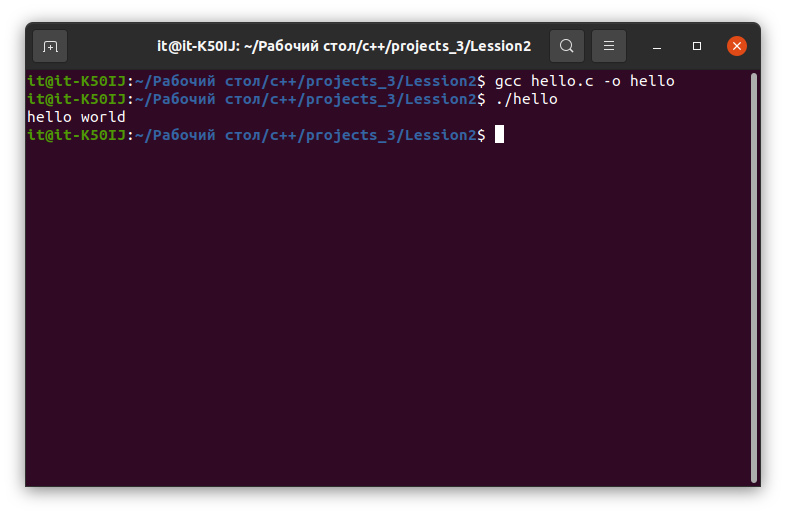 it@it-K50IJ: ~/Рабочий стол/c++/projects_3/Lession2
it@it-K50IJ:~/Рабочий стол/c++/projects_3/Lession2$ gcc hello.c -o hello
it@it-K50IJ:~/Рабочий стол/c++/projects_3/Lession2$ ./hello
hello world
it@it-K50IJ:~/Рабочий стол/c++/projects_3/Lession2$